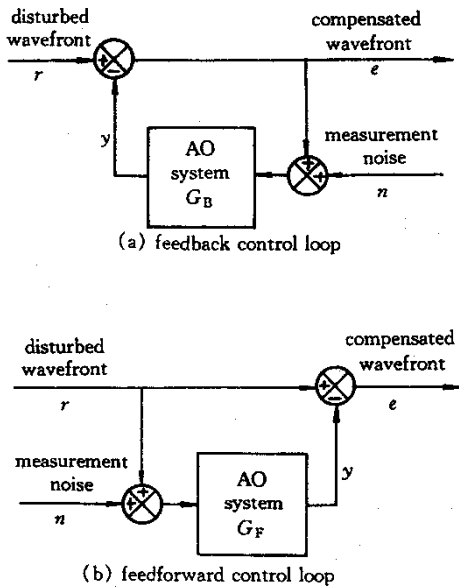 disturbed
wavefront
r
compensated
wavefront
e
+
−
y
AO
system
G_B
measurement
noise
+
+
n
(a) feedback control loop
disturbed
wavefront
r
compensated
wavefront
e
+
−
measurement
noise
+
+
n
AO
system
G_F
y
(b) feedforward control loop